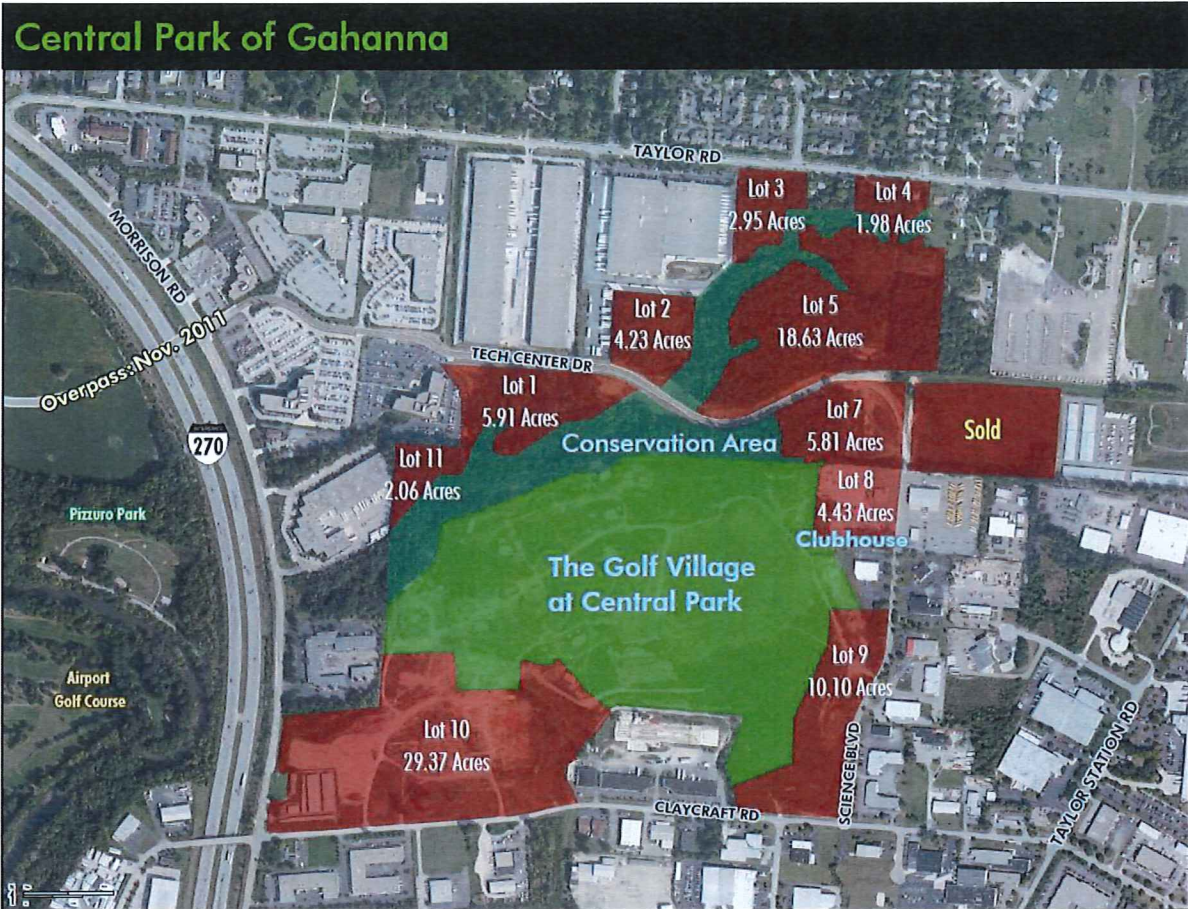 Central Park of Gahanna
TAYLOR RD
Lot 3
2.95 Acres
Lot 4
1.98 Acres
MORRISON RD
Overpass: Nov. 2011
Lot 2
4.23 Acres
Lot 5
18.63 Acres
TECH CENTER DR
Lot 1
5.91 Acres
Lot 7
5.81 Acres
Sold
270
Conservation Area
Lot 11
2.06 Acres
Lot 8
4.43 Acres
Clubhouse
Pizzuro Park
The Golf Village
at Central Park
Lot 9
10.10 Acres
Airport
Golf Course
Lot 10
29.37 Acres
SCIENCE BLVD
TAYLOR STATION RD
CLAYCRAFT RD